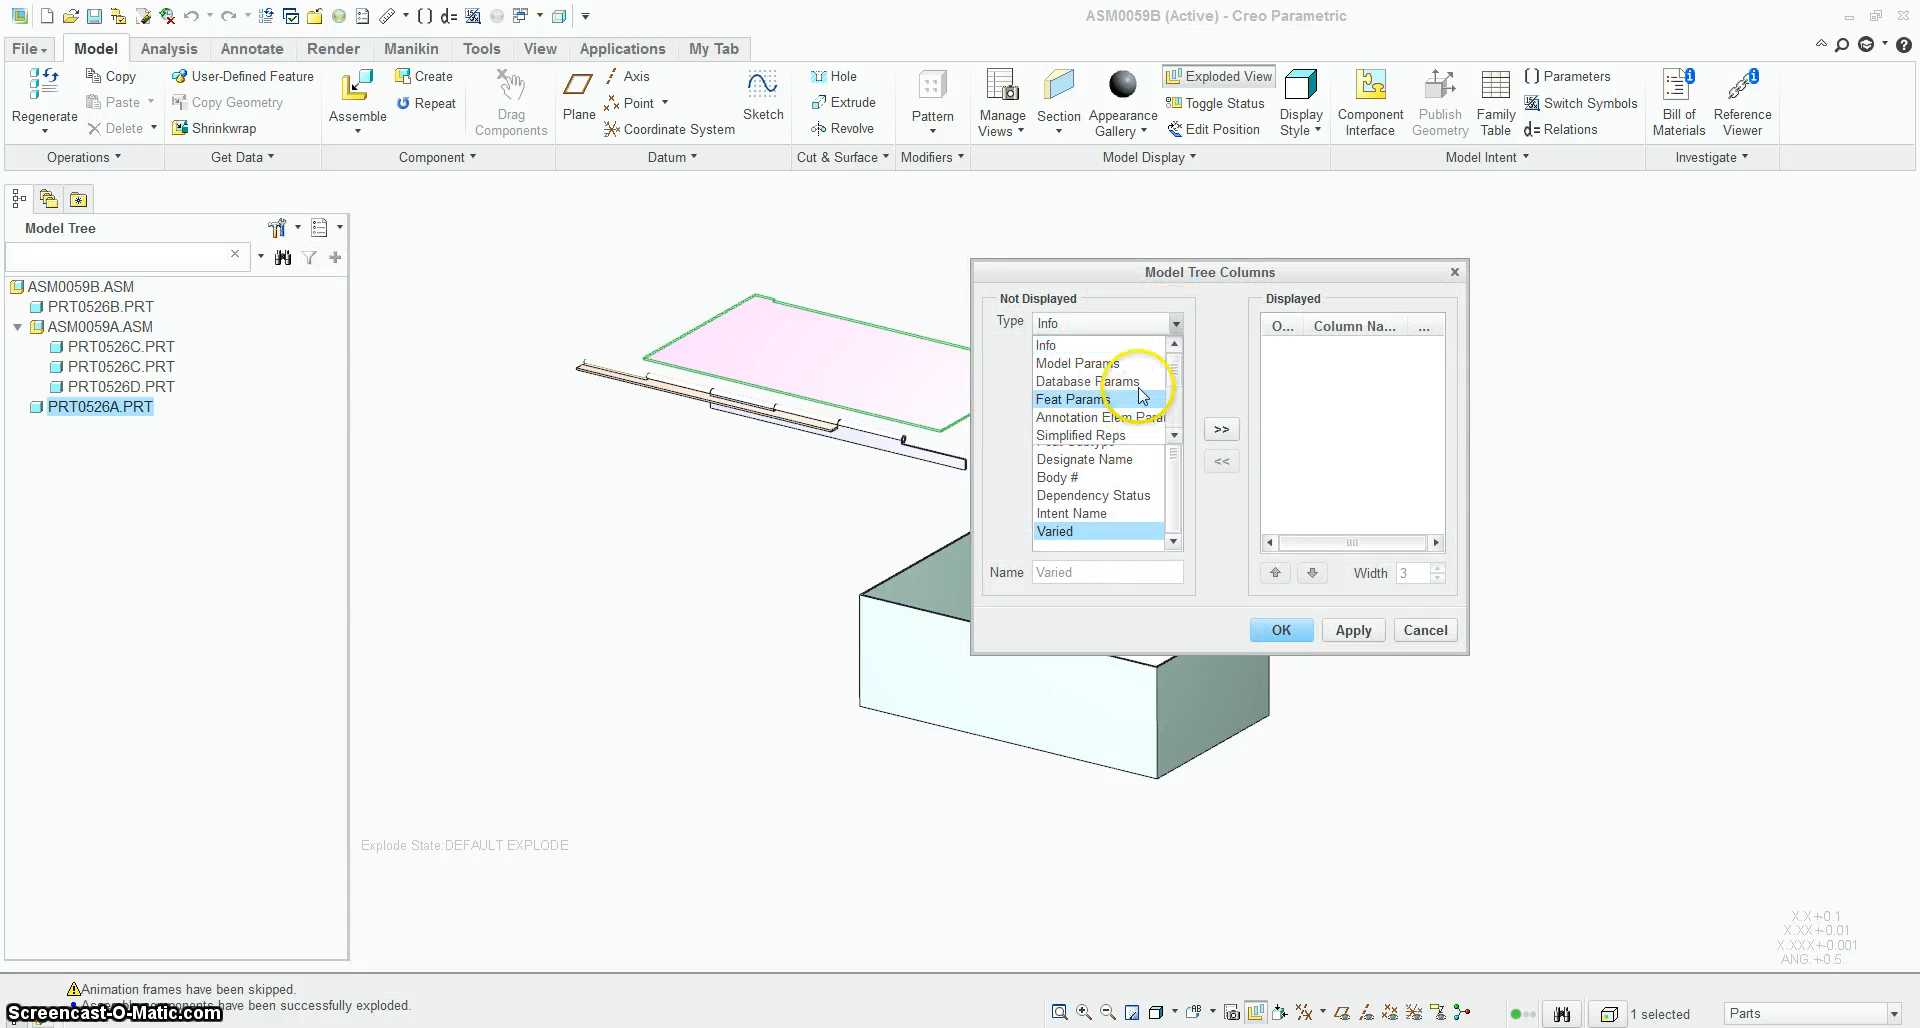 ASM0059B (Active) - Creo Parametric
File Model Analysis Annotate Render Manikin Tools View Applications My Tab
Regenerate
Copy
Paste
Delete
Operations
User-Defined Feature
Copy Geometry
Shrinkwrap
Get Data
Assemble
Create
Repeat
Drag Components
Component
Plane
Axis
Point
Coordinate System
Sketch
Datum
Hole
Extrude
Revolve
Cut & Surface
Pattern
Modifiers
Manage Views
Section
Appearance Gallery
Exploded View
Toggle Status
Edit Position
Display Style
Model Display
Component Interface
Publish Geometry
Family Table
Parameters
Switch Symbols
d= Relations
Model Intent
Bill of Materials
Reference Viewer
Investigate
Model Tree
ASM0059B.ASM
PRT0526B.PRT
ASM0059A.ASM
PRT0526C.PRT
PRT0526C.PRT
PRT0526D.PRT
PRT0526A.PRT
Model Tree Columns
Not Displayed
Type Info
Info
Model Params
Database Params
Feat Params
Annotation Elem Para
Simplified Reps
Designate Name
Body #
Dependency Status
Intent Name
Varied
Name Varied
>>
<<
Displayed
O... Column Na... ...
Width 3
OK Apply Cancel
Explode State:DEFAULT EXPLODE
X.X+-0.1
X.XX+-0.01
X.XXX+-0.001
ANG.+-0.5
Animation frames have been skipped.
have been successfully exploded.
Screencast-O-Matic.com
1 selected
Parts